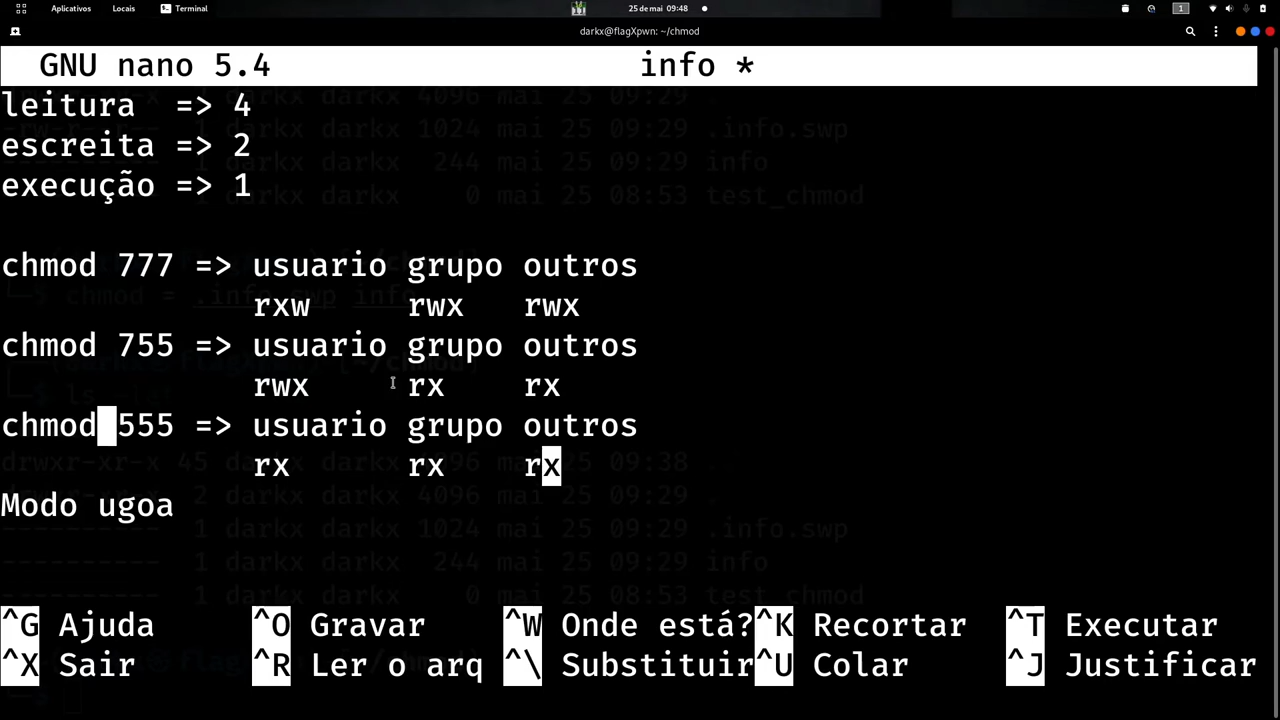 Aplicativos Locais Terminal 25 de mai 09:48 1
darkx@flagXpwn: ~/chmod
GNU nano 5.4 info *
leitura => 4
escreita => 2
execução => 1
chmod 777 => usuario grupo outros
rxw rwx rwx
chmod 755 => usuario grupo outros
rwx rx rx
chmod 555 => usuario grupo outros
rx rx rx
Modo ugoa
^G Ajuda ^O Gravar ^W Onde está? ^K Recortar ^T Executar
^X Sair ^R Ler o arq ^\ Substituir ^U Colar ^J Justificar